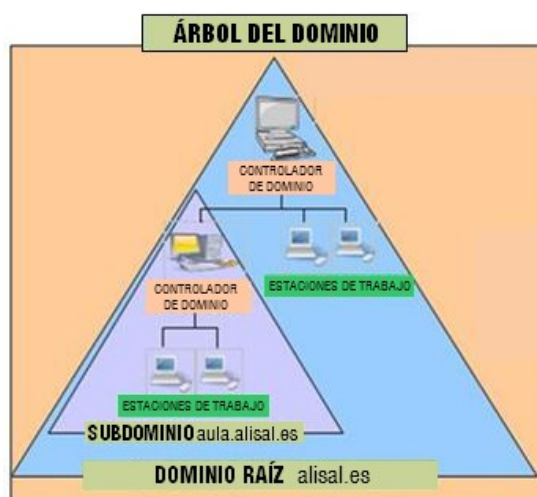 ÁRBOL DEL DOMINIO
CONTROLADOR
DE DOMINIO
ESTACIONES DE TRABAJO
CONTROLADOR
DE DOMINIO
ESTACIONES DE TRABAJO
SUBDOMINIO aula.alisal.es
DOMINIO RAÍZ alisal.es